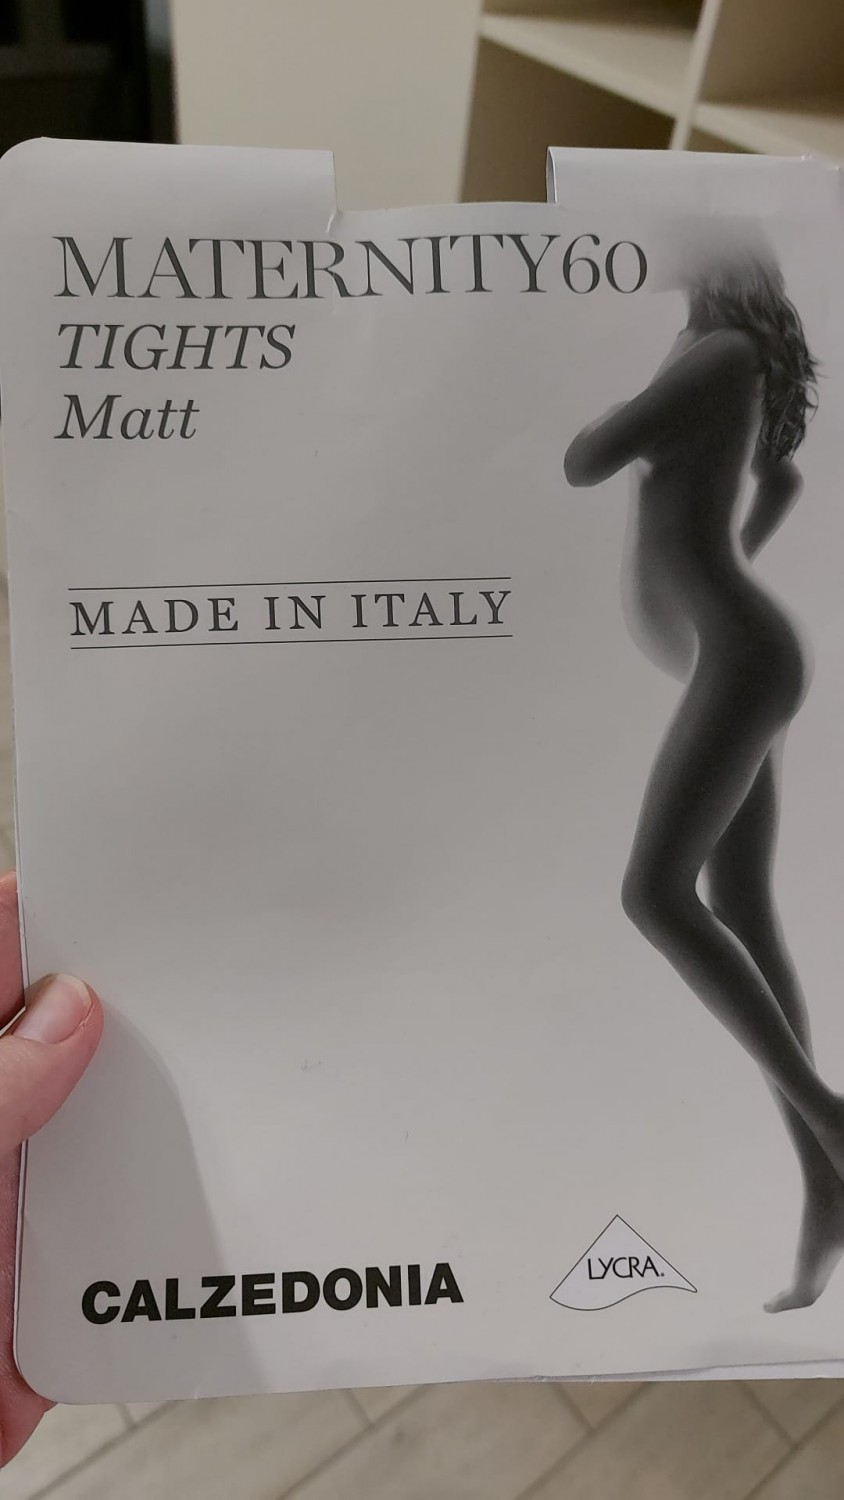 MATERNITY60
TIGHTS
Matt
MADE IN ITALY
CALZEDONIA
LYCRA.